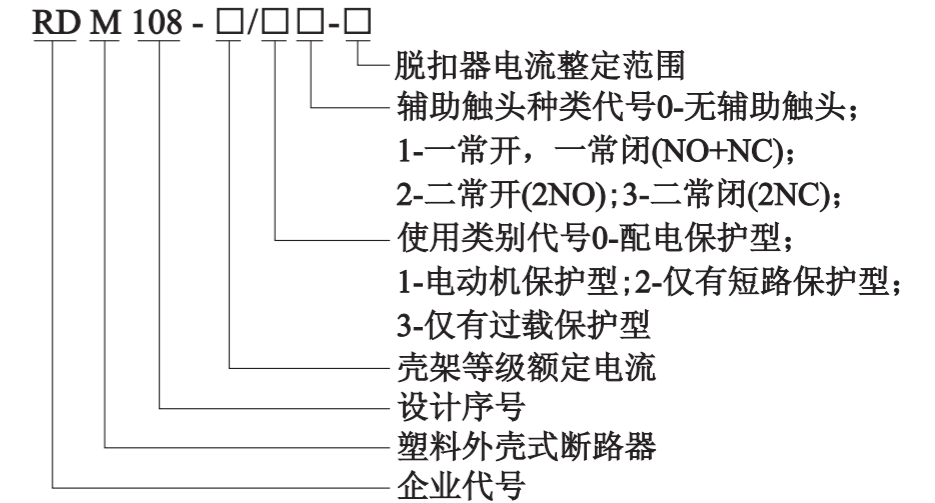 RD M 108 - □/□ □-□
脱扣器电流整定范围
辅助触头种类代号0-无辅助触头;
1-一常开，一常闭(NO+NC);
2-二常开(2NO);3-二常闭(2NC);
使用类别代号0-配电保护型;
1-电动机保护型;2-仅有短路保护型;
3-仅有过载保护型
壳架等级额定电流
设计序号
塑料外壳式断路器
企业代号